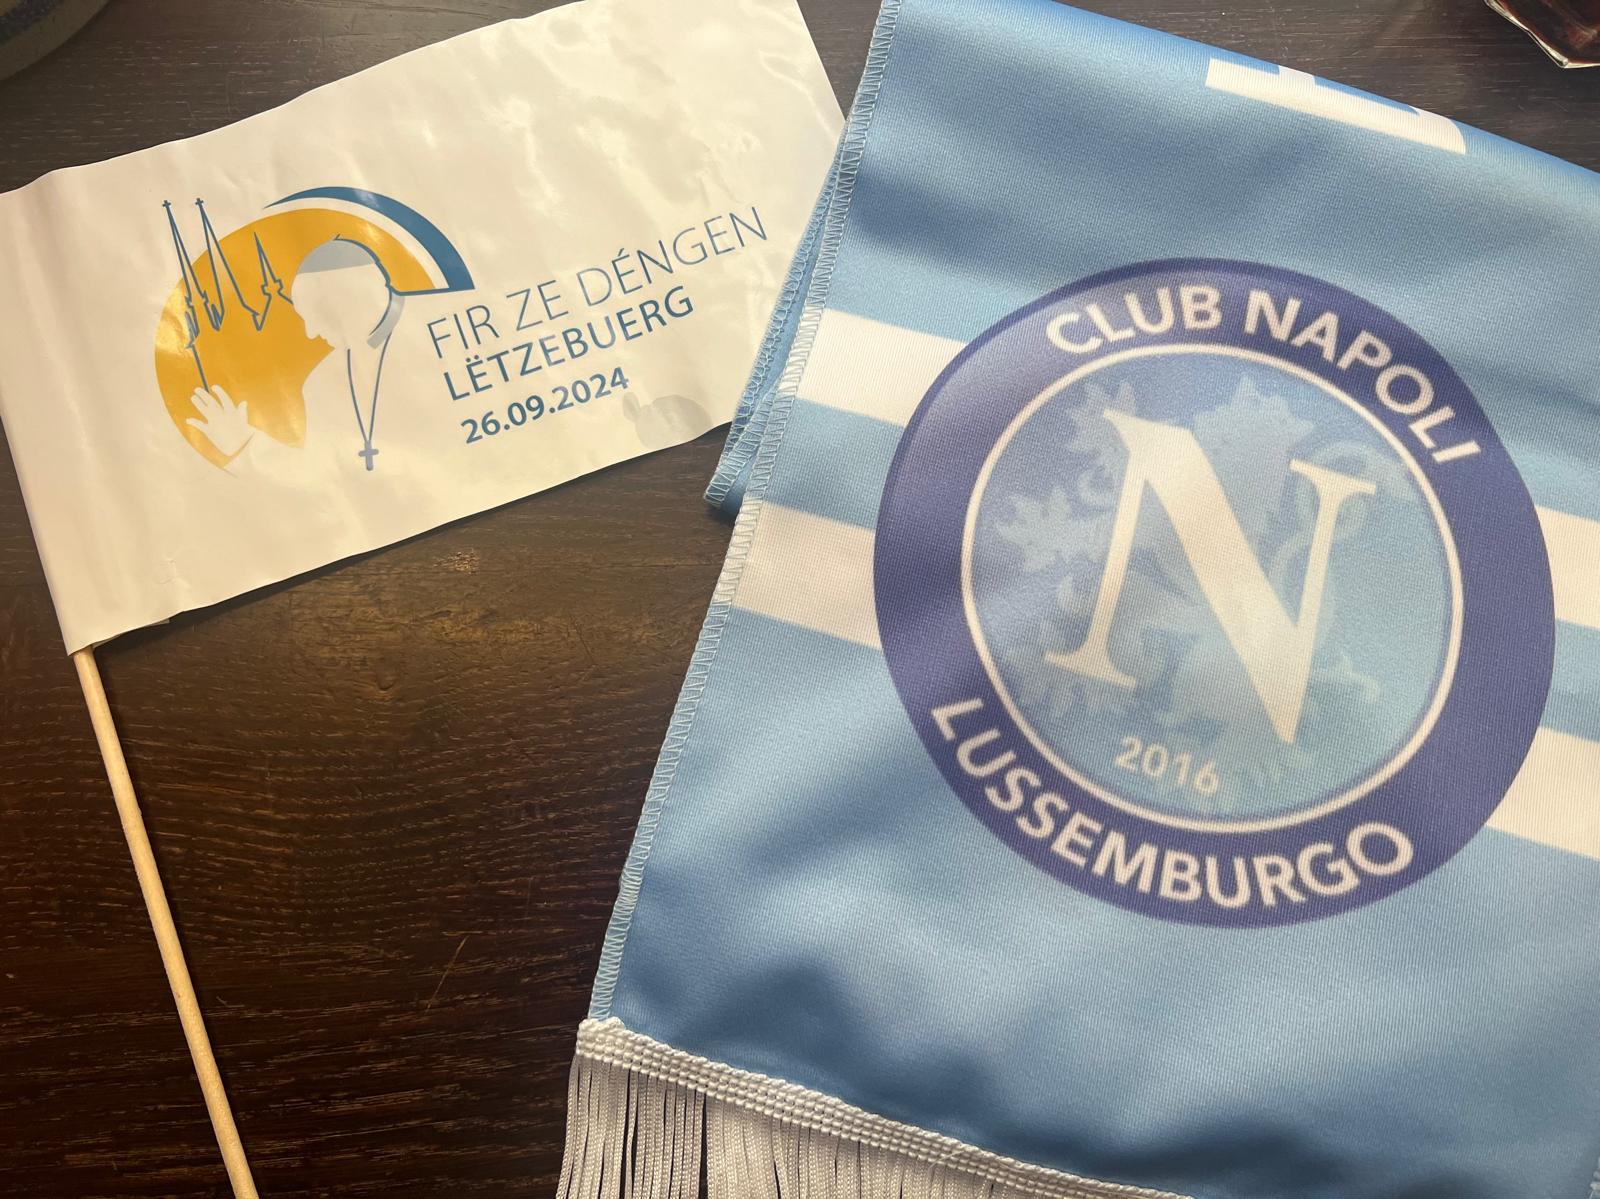 FIR ZE DÉNGEN
LËTZEBUERG
26.09.2024
CLUB NAPOLI
N
2016
LUSSEMBURGO